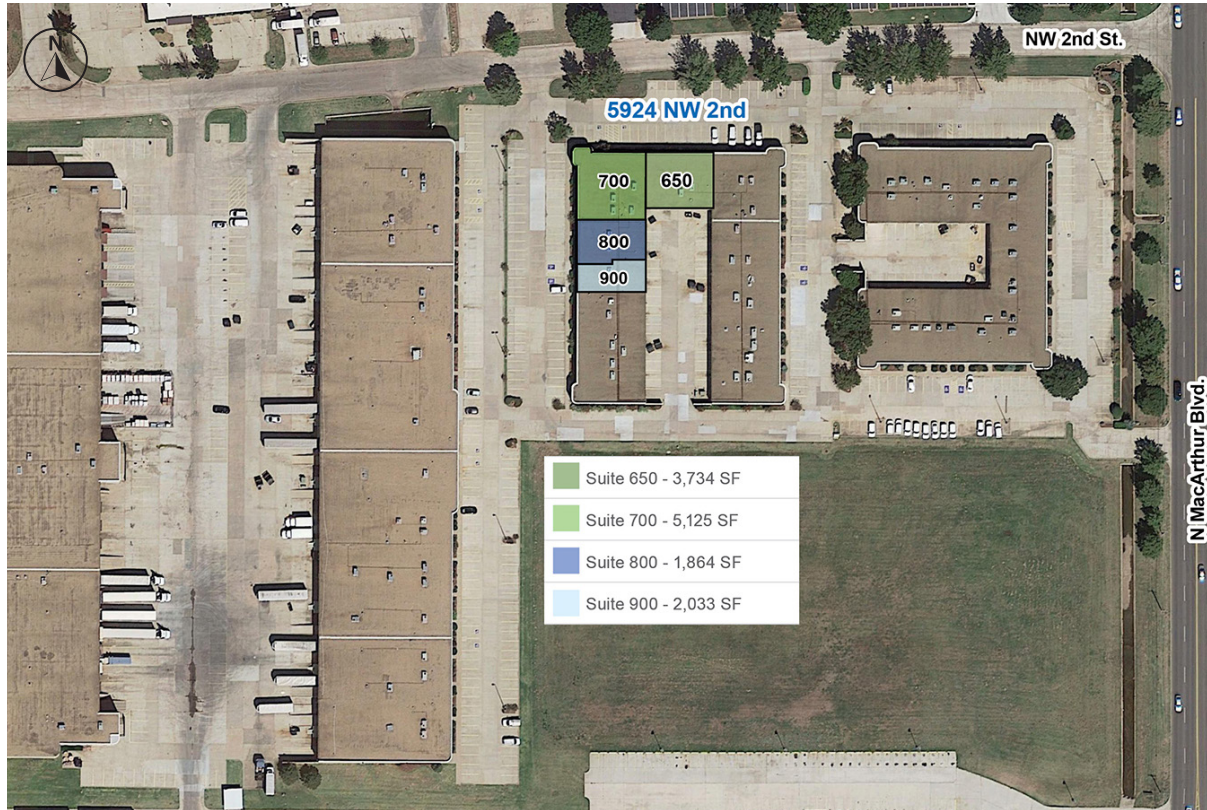 N
NW 2nd St.
5924 NW 2nd
700
650
800
900
Suite 650 - 3,734 SF
Suite 700 - 5,125 SF
Suite 800 - 1,864 SF
Suite 900 - 2,033 SF
N MacArthur Blvd.